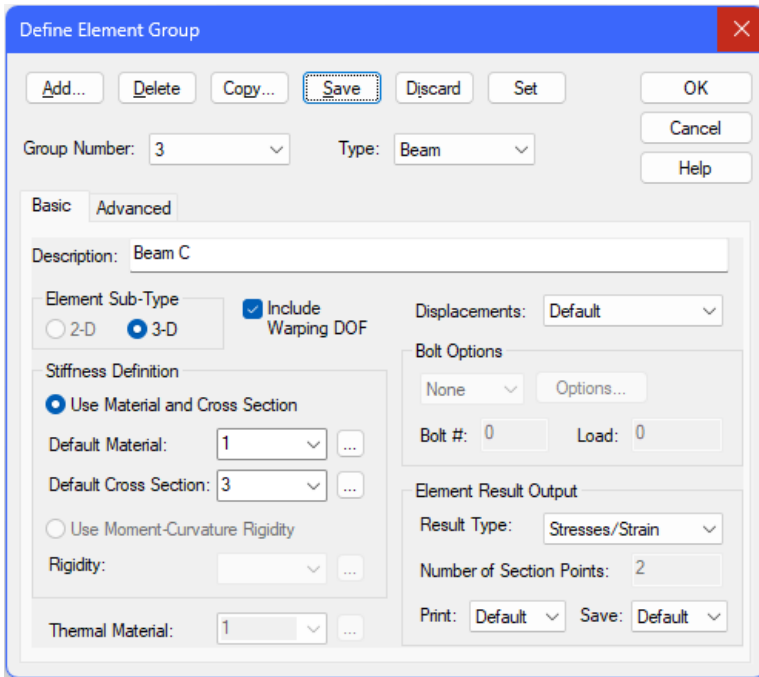 Define Element Group
Add... Delete Copy... Save Discard Set OK
Cancel
Group Number: 3 Type: Beam
Help
Basic Advanced
Description: Beam C
Element Sub-Type
2-D 3-D
Include
Warping DOF
Displacements: Default
Stiffness Definition
Use Material and Cross Section
Default Material: 1 ...
Default Cross Section: 3 ...
Use Moment-Curvature Rigidity
Rigidity: ...
Thermal Material: 1 ...
Bolt Options
None Options...
Bolt #: 0 Load: 0
Element Result Output
Result Type: Stresses/Strain
Number of Section Points: 2
Print: Default Save: Default